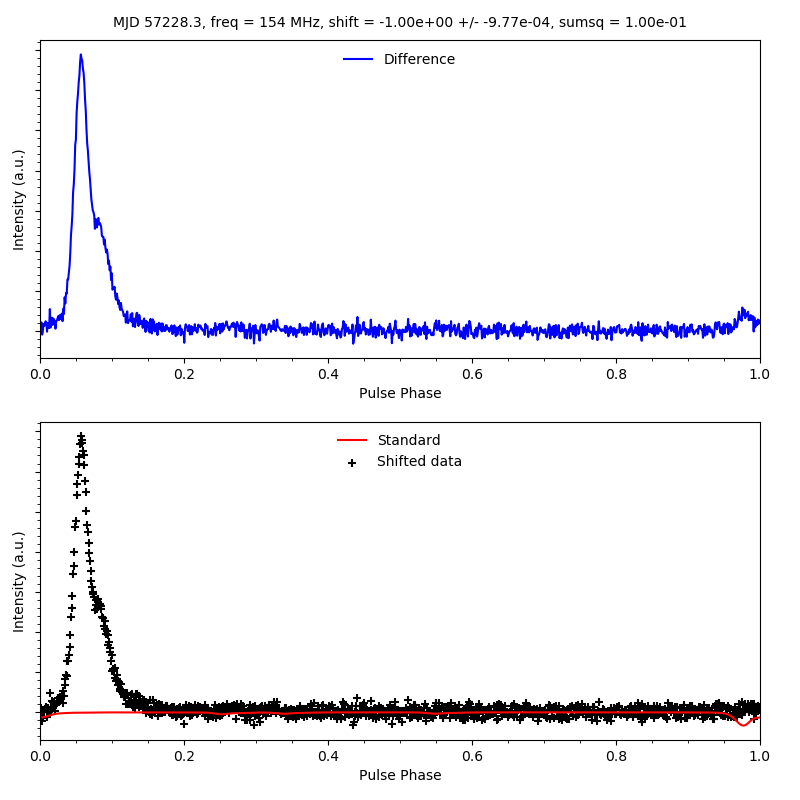 MJD 57228.3, freq = 154 MHz, shift = -1.00e+00 +/- -9.77e-04, sumsq = 1.00e-01
Difference
Intensity (a.u.)
0.0 0.2 0.4 0.6 0.8 1.0
Pulse Phase
Standard
Shifted data
Intensity (a.u.)
0.0 0.2 0.4 0.6 0.8 1.0
Pulse Phase